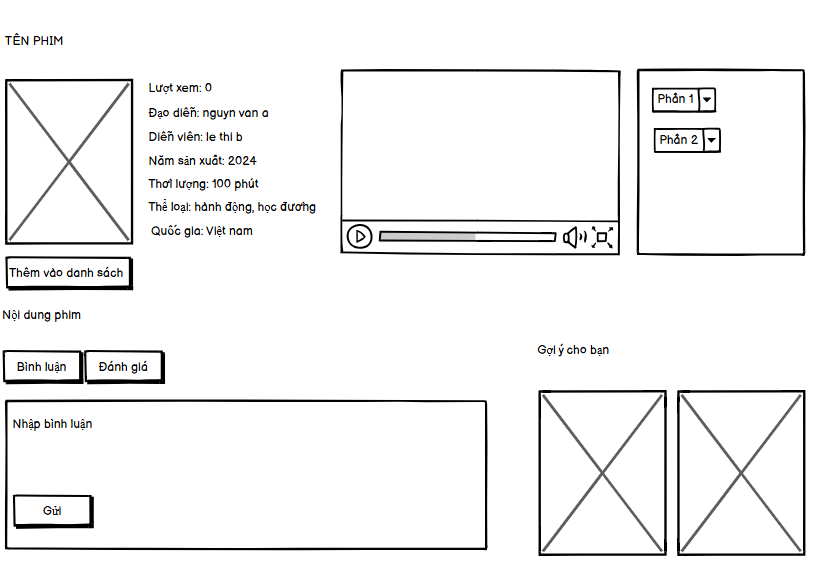 TÊN PHIM
Lượt xem: 0
Đạo diễn: nguyn van a
Diễn viên: le thi b
Năm sản xuất: 2024
Thơi lượng: 100 phút
Thể loại: hành động, học đương
Quốc gia: Việt nam
Phần 1
Phần 2
Thêm vào danh sách
Nội dung phim
Bình luận
Đánh giá
Nhập bình luận
Gửi
Gợi ý cho bạn